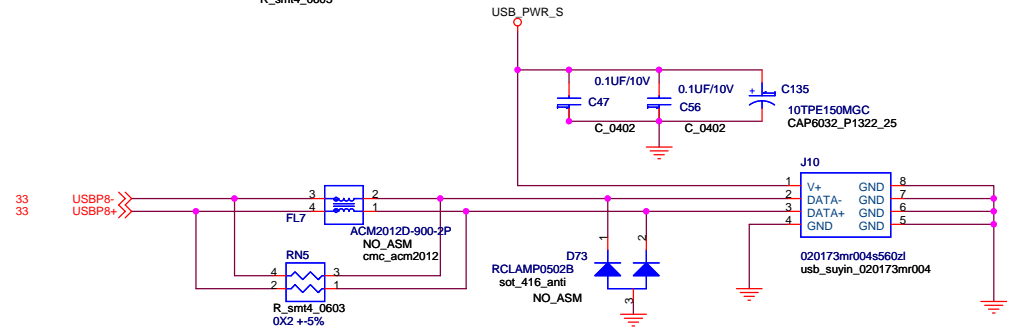 R_smt4_0603
USB_PWR_S
0.1UF/10V
C47
C_0402
0.1UF/10V
C56
C_0402
+
C135
10TPE150MGC
CAP6032_P1322_25
J10
1 V+ GND 8
2 DATA- GND 7
3 DATA+ GND 6
4 GND GND 5
020173mr004s560zl
usb_suyin_020173mr004
33 USBP8-
33 USBP8+
3 2
4 1
FL7
ACM2012D-900-2P
NO_ASM
cmc_acm2012
RN5
4 3
2 1
R_smt4_0603
0X2 +-5%
1 2
D73
RCLAMP0502B
sot_416_anti
NO_ASM
3